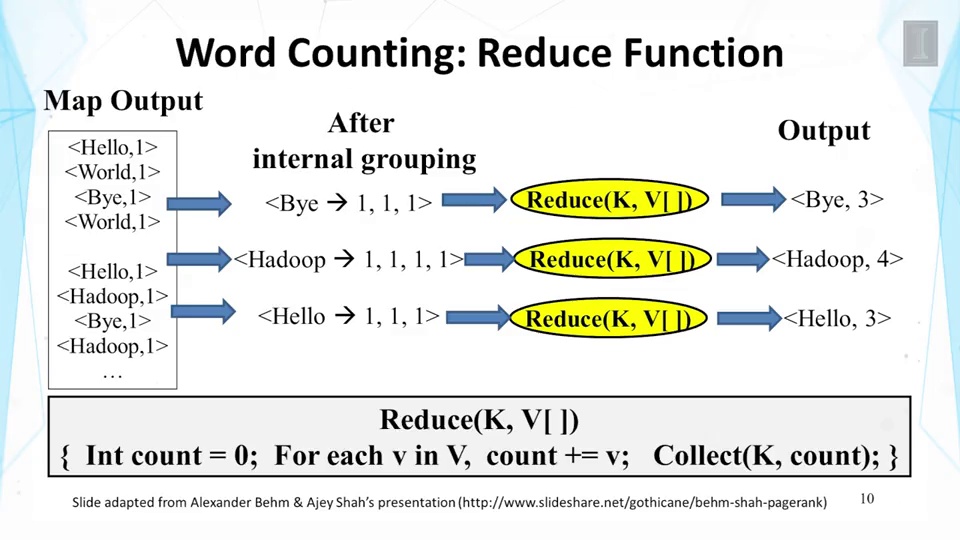 Word Counting: Reduce Function
Map Output
<Hello,1>
<World,1>
<Bye,1>
<World,1>
<Hello,1>
<Hadoop,1>
<Bye,1>
<Hadoop,1>
…
After
internal grouping
Output
<Bye → 1, 1, 1>
Reduce(K, V[ ])
<Bye, 3>
<Hadoop → 1, 1, 1, 1>
Reduce(K, V[ ])
<Hadoop, 4>
<Hello → 1, 1, 1>
Reduce(K, V[ ])
<Hello, 3>
Reduce(K, V[ ])
{ Int count = 0; For each v in V, count += v; Collect(K, count); }
Slide adapted from Alexander Behm & Ajey Shah's presentation (http://www.slideshare.net/gothicane/behm-shah-pagerank)
10